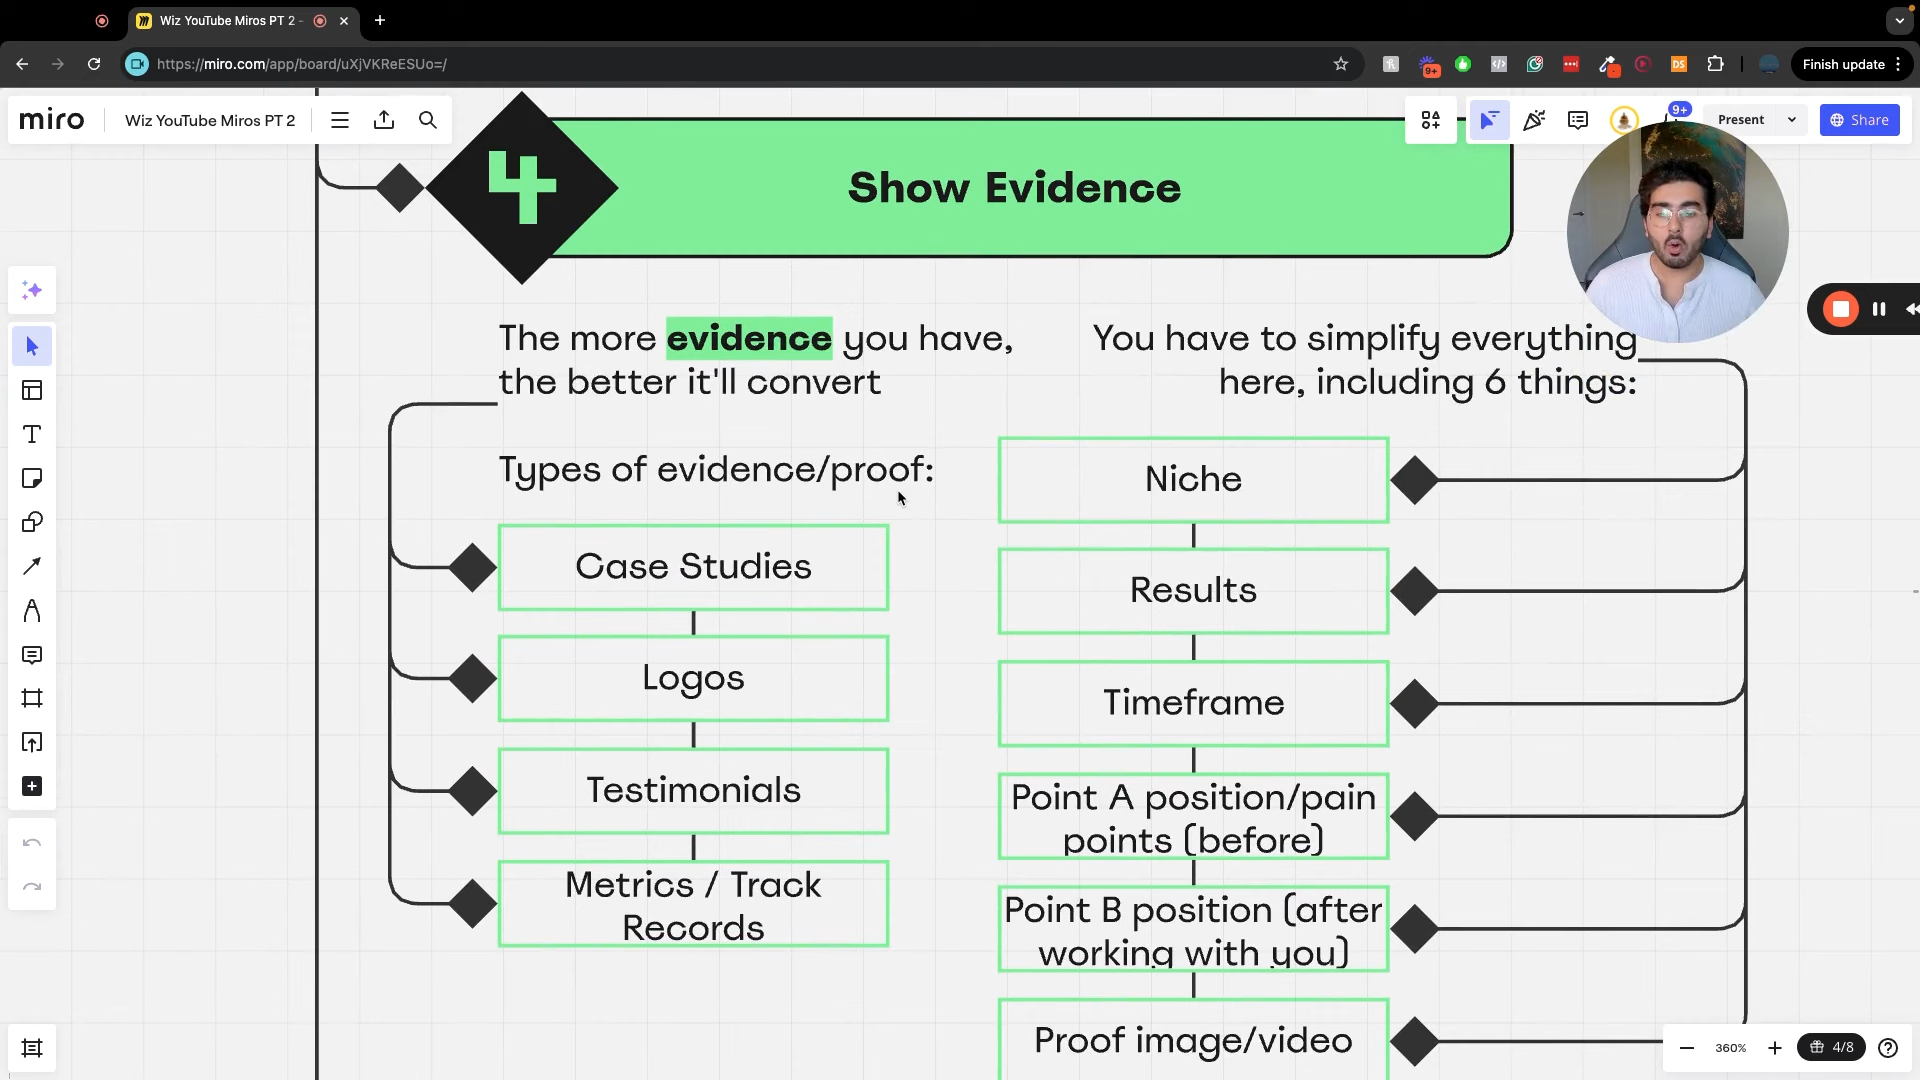 Wiz YouTube Miros PT 2 -
https://miro.com/app/board/uXjVKReESUo=/
9+
DS
Finish update
miro
Wiz YouTube Miros PT 2
9+
Present
Share
4
Show Evidence
The more evidence you have,
the better it'll convert
Types of evidence/proof:
Case Studies
Logos
Testimonials
Metrics / Track
Records
You have to simplify everything
here, including 6 things:
Niche
Results
Timeframe
Point A position/pain
points (before)
Point B position (after
working with you)
Proof image/video
360%
4/8